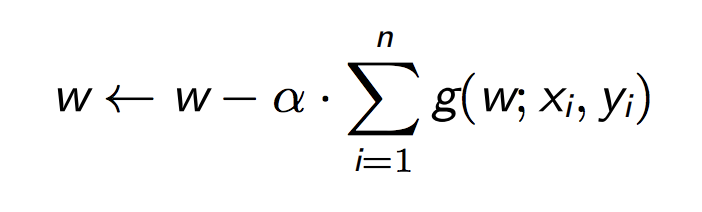 w ← w − α · ∑_{i=1}^{n} g(w; x_i, y_i)